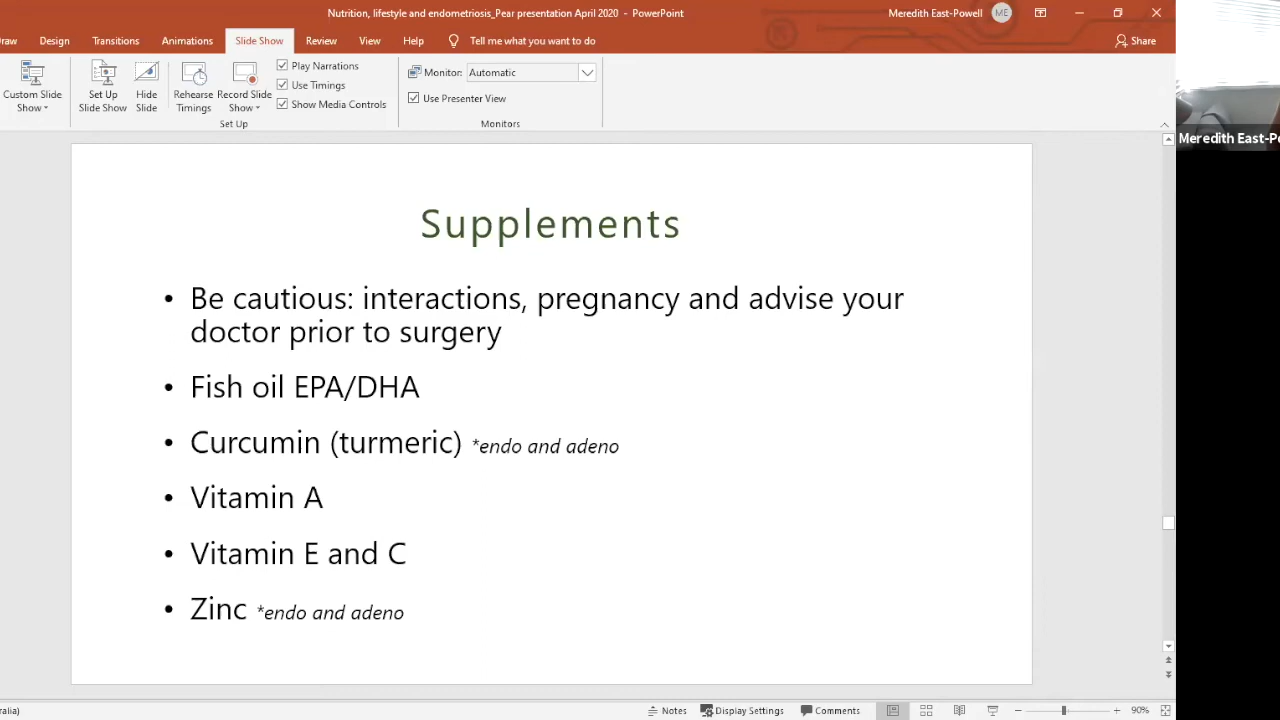 Nutrition, lifestyle and endometriosis_Pear presentation April 2020 - PowerPoint
Meredith East-Powell ME
Design Transitions Animations Slide Show Review View Help Tell me what you want to do Share
Custom Slide Show
Set Up Slide Show
Hide Slide
Rehearse Timings
Record Slide Show
Play Narrations
Use Timings
Show Media Controls
Set Up
Monitor: Automatic
Use Presenter View
Monitors
Meredith East-Po
Supplements
• Be cautious: interactions, pregnancy and advise your
doctor prior to surgery
• Fish oil EPA/DHA
• Curcumin (turmeric) *endo and adeno
• Vitamin A
• Vitamin E and C
• Zinc *endo and adeno
ralia) Notes Display Settings Comments 90%